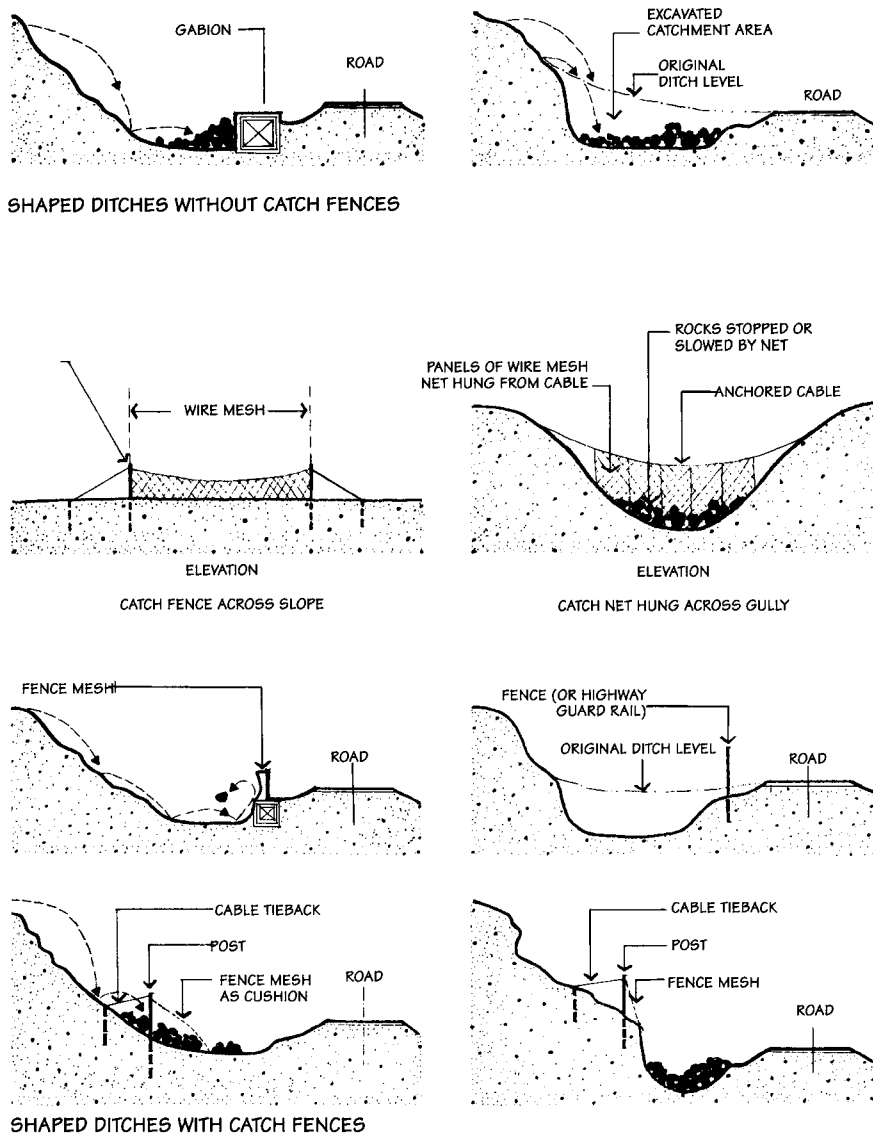 GABION
ROAD
EXCAVATED
CATCHMENT AREA
ORIGINAL
DITCH LEVEL
ROAD
SHAPED DITCHES WITHOUT CATCH FENCES
WIRE MESH
ELEVATION
CATCH FENCE ACROSS SLOPE
ROCKS STOPPED OR
SLOWED BY NET
PANELS OF WIRE MESH
NET HUNG FROM CABLE
ANCHORED CABLE
ELEVATION
CATCH NET HUNG ACROSS GULLY
FENCE MESH
ROAD
FENCE (OR HIGHWAY
GUARD RAIL)
ORIGINAL DITCH LEVEL
ROAD
CABLE TIEBACK
POST
FENCE MESH
AS CUSHION
ROAD
CABLE TIEBACK
POST
FENCE MESH
ROAD
SHAPED DITCHES WITH CATCH FENCES